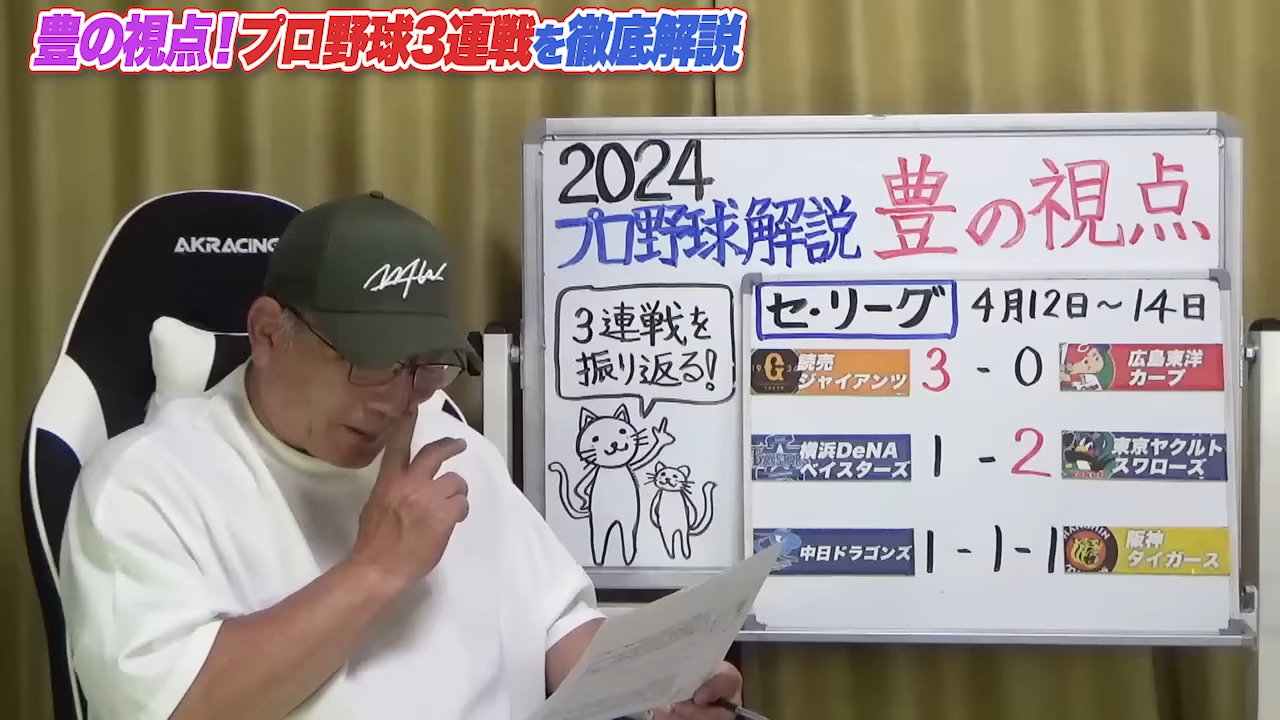 豊の視点！プロ野球３連戦を徹底解説
AKRACING
2024
プロ野球解説 豊の視点
3連戦を
振り返る!
セ・リーグ 4月12日〜14日
G 読売
ジャイアンツ 3 - 0 広島東洋
カープ
横浜DeNA
ベイスターズ 1 - 2 東京ヤクルト
スワローズ
中日ドラゴンズ 1 - 1 - 1 阪神
タイガース